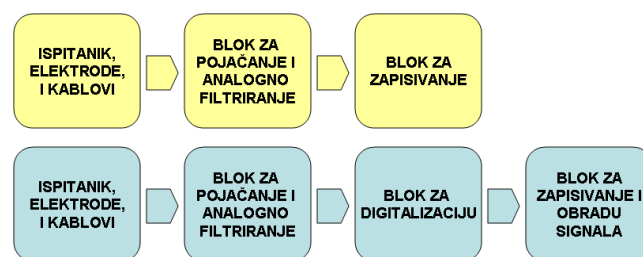 ISPITANIK,
ELEKTRODE,
I KABLOVI
BLOK ZA
POJAČANJE I
ANALOGNO
FILTRIRANJE
BLOK ZA
ZAPISIVANJE
ISPITANIK,
ELEKTRODE,
I KABLOVI
BLOK ZA
POJAČANJE I
ANALOGNO
FILTRIRANJE
BLOK ZA
DIGITALIZACIJU
BLOK ZA
ZAPISIVANJE I
OBRADU
SIGNALA